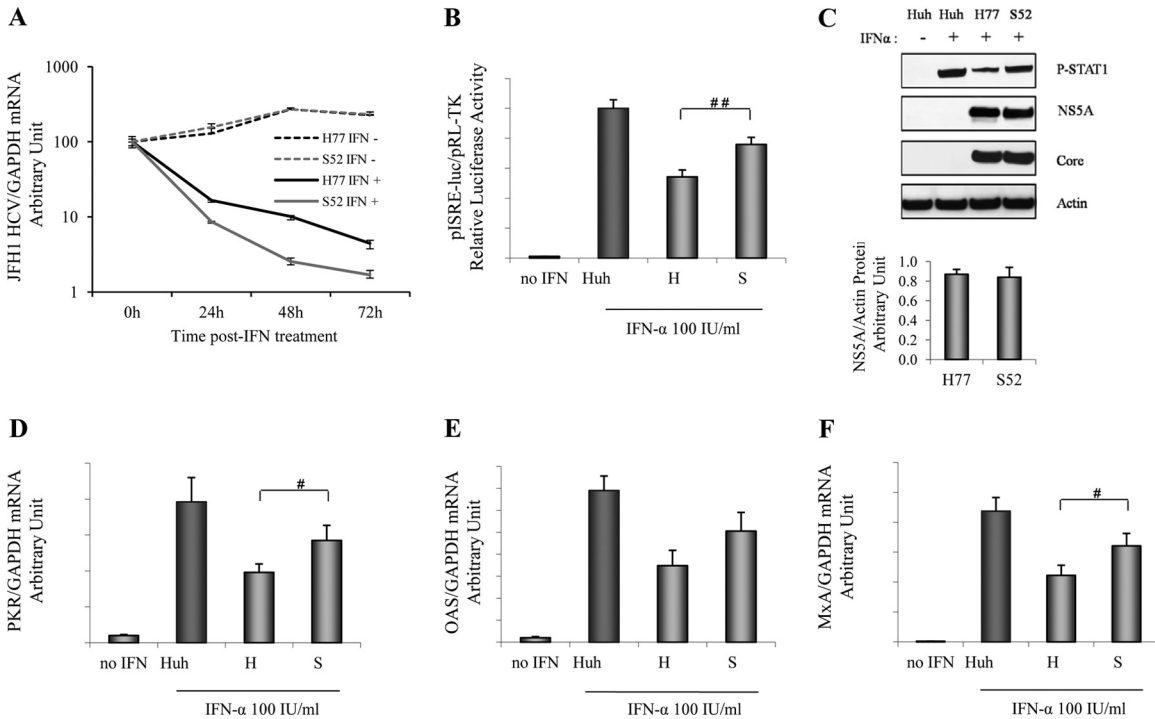 A
JFH1 HCV/GAPDH mRNA
Arbitrary Unit
1000
100
10
1
0h 24h 48h 72h
Time post-IFN treatment
H77 IFN -
S52 IFN -
H77 IFN +
S52 IFN +
B
pISRE-luc/pRL-TK
Relative Luciferase Activity
##
no IFN Huh H S
IFN-α 100 IU/ml
C
Huh Huh H77 S52
IFNα : - + + +
P-STAT1
NS5A
Core
Actin
NS5A/Actin Protein
Arbitrary Unit
1.0
0.8
0.6
0.4
0.2
0.0
H77 S52
D
PKR/GAPDH mRNA
Arbitrary Unit
#
no IFN Huh H S
IFN-α 100 IU/ml
E
OAS/GAPDH mRNA
Arbitrary Unit
no IFN Huh H S
IFN-α 100 IU/ml
F
MxA/GAPDH mRNA
Arbitrary Unit
#
no IFN Huh H S
IFN-α 100 IU/ml